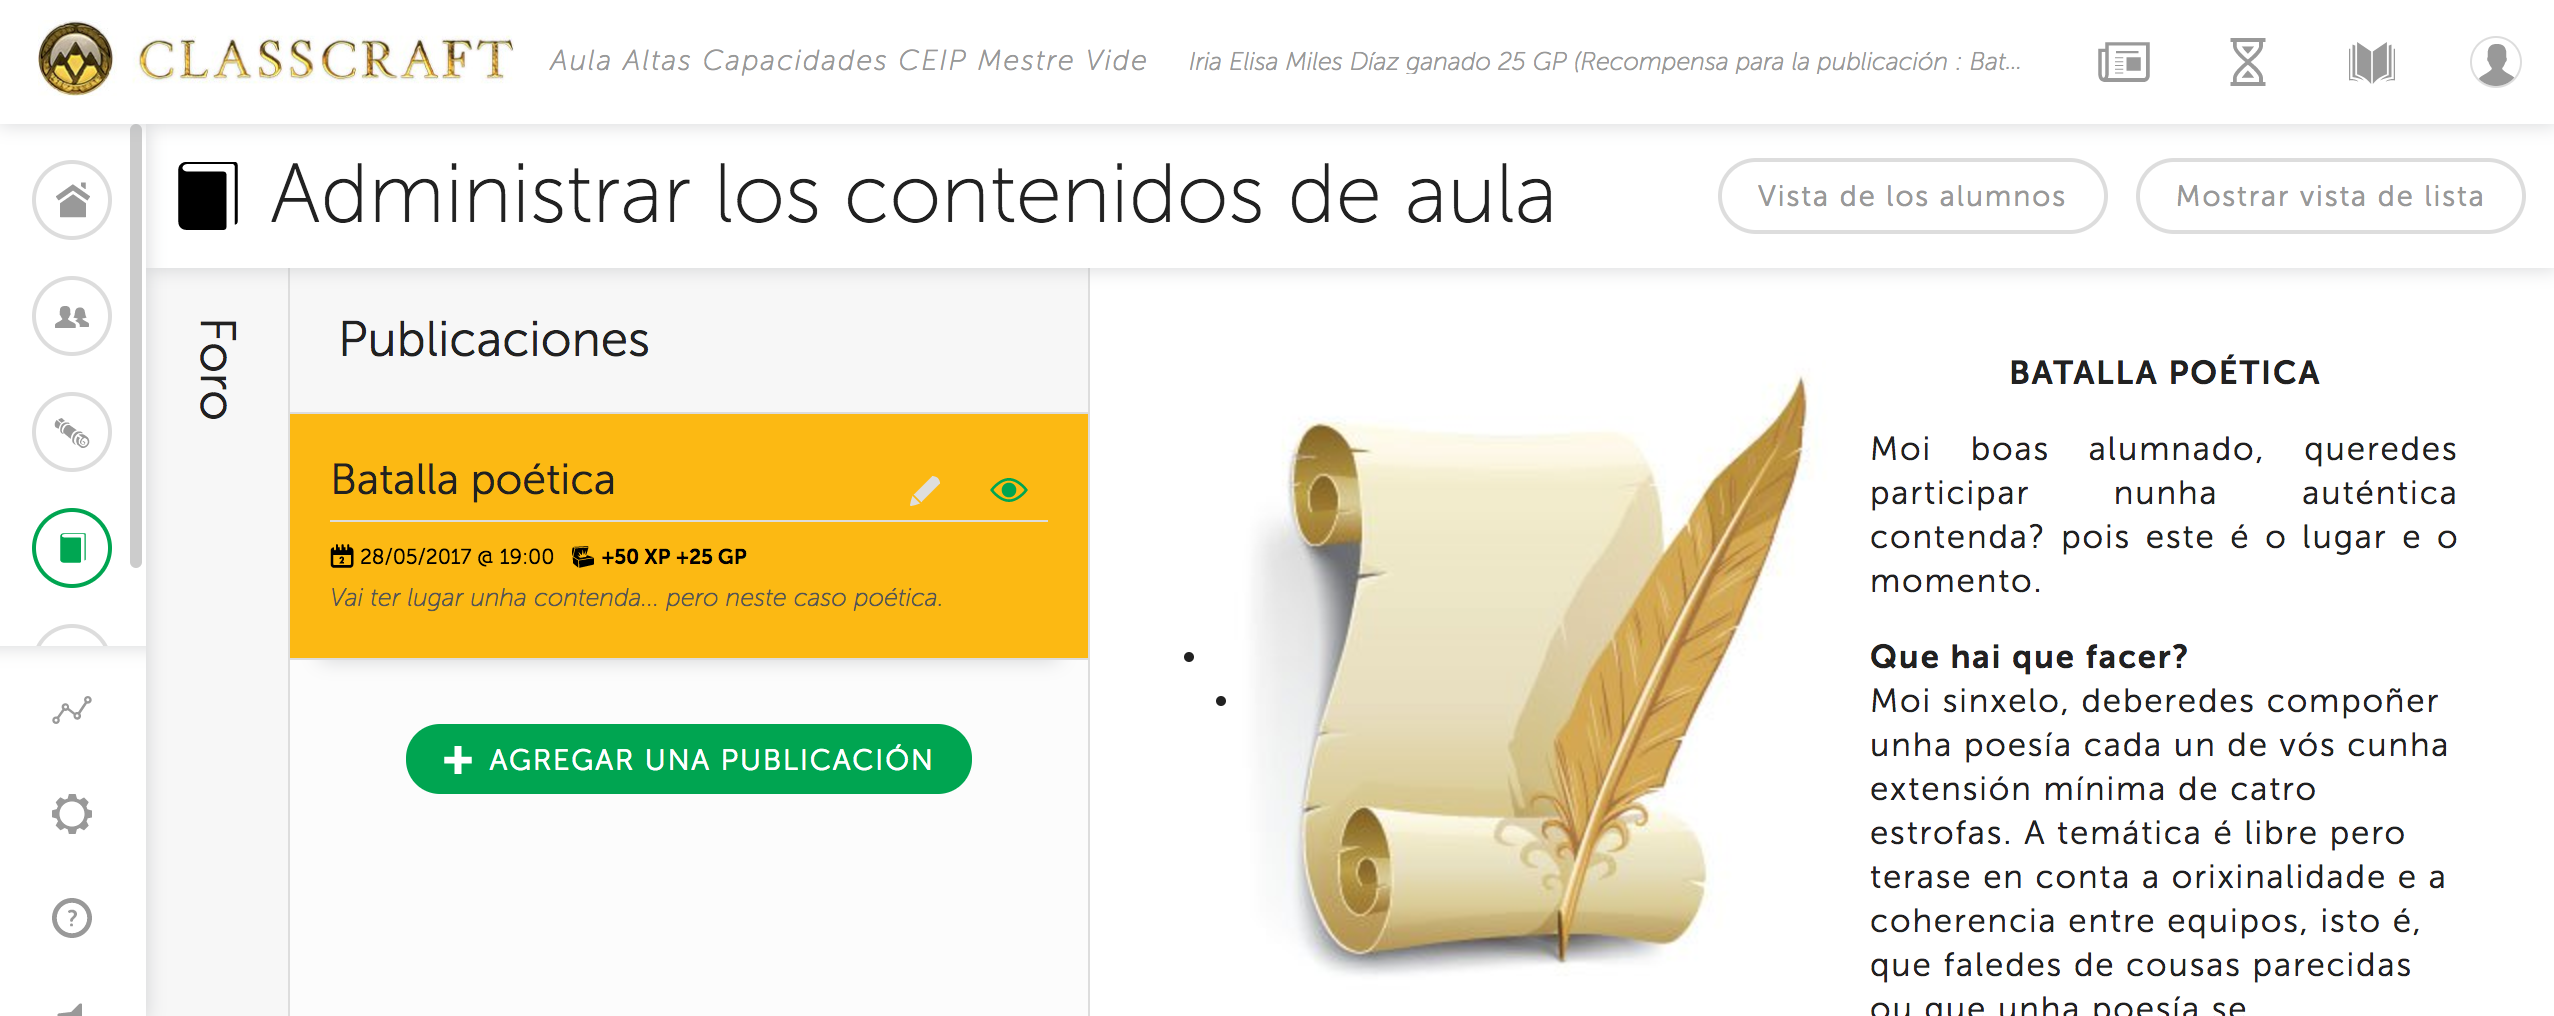 CLASSCRAFT
Aula Altas Capacidades CEIP Mestre Vide
Iria Elisa Miles Díaz ganado 25 GP (Recompensa para la publicación : Bat...
Administrar los contenidos de aula
Vista de los alumnos
Mostrar vista de lista
Foro
Publicaciones
Batalla poética
28/05/2017 @ 19:00 +50 XP +25 GP
Vai ter lugar unha contenda... pero neste caso poética.
+ AGREGAR UNA PUBLICACIÓN
BATALLA POÉTICA
Moi boas alumnado, queredes
participar nunha auténtica
contenda? pois este é o lugar e o
momento.
Que hai que facer?
Moi sinxelo, deberedes compoñer
unha poesía cada un de vós cunha
extensión mínima de catro
estrofas. A temática é libre pero
terase en conta a orixinalidade e a
coherencia entre equipos, isto é,
que faledes de cousas parecidas
ou que unha poesía se